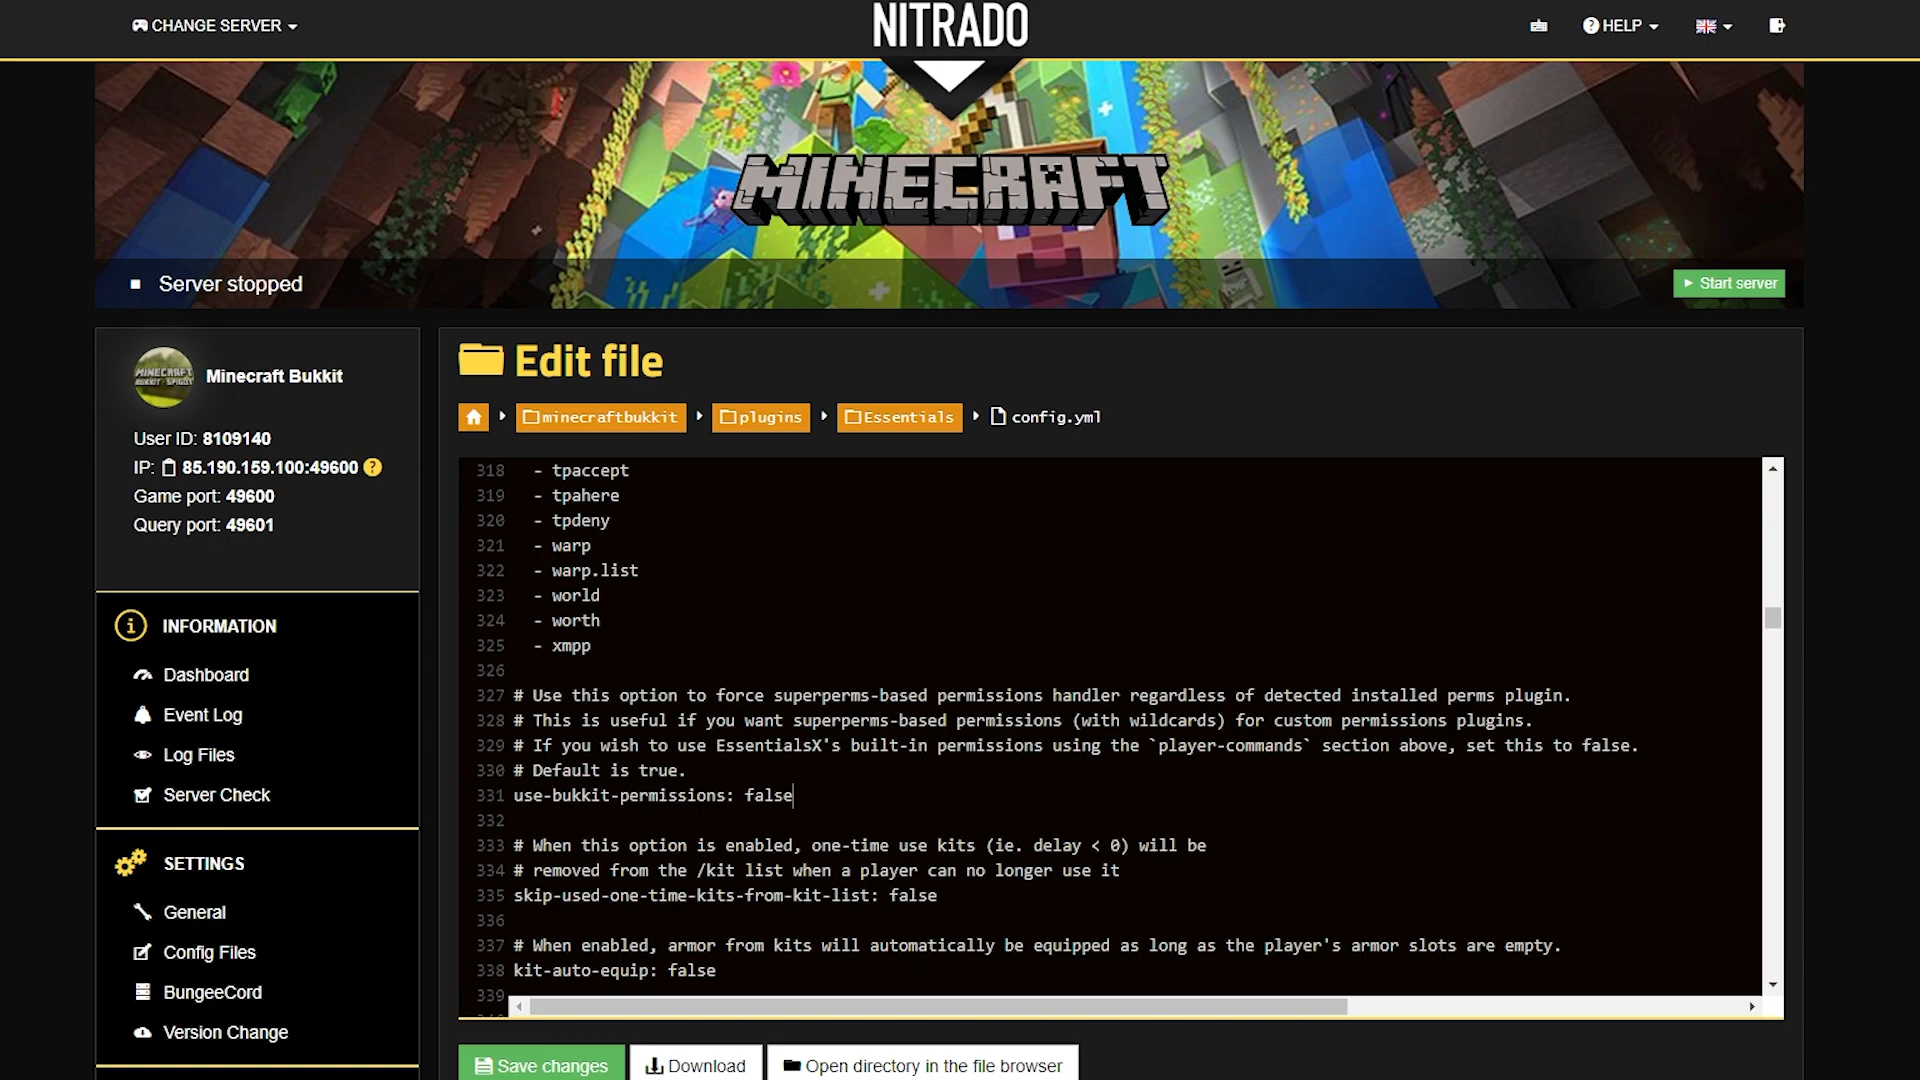 CHANGE SERVER
NITRADO
HELP
MINECRAFT
Server stopped
Start server
MINECRAFT
BUKKIT SPIGOT
Minecraft Bukkit
User ID: 8109140
IP: 85.190.159.100:49600 ?
Game port: 49600
Query port: 49601
INFORMATION
Dashboard
Event Log
Log Files
Server Check
SETTINGS
General
Config Files
BungeeCord
Version Change
Edit file
minecraftbukkit
plugins
Essentials
config.yml
318 - tpaccept
319 - tpahere
320 - tpdeny
321 - warp
322 - warp.list
323 - world
324 - worth
325 - xmpp
326
327 # Use this option to force superperms-based permissions handler regardless of detected installed perms plugin.
328 # This is useful if you want superperms-based permissions (with wildcards) for custom permissions plugins.
329 # If you wish to use EssentialsX's built-in permissions using the `player-commands` section above, set this to false.
330 # Default is true.
331 use-bukkit-permissions: false
332
333 # When this option is enabled, one-time use kits (ie. delay < 0) will be
334 # removed from the /kit list when a player can no longer use it
335 skip-used-one-time-kits-from-kit-list: false
336
337 # When enabled, armor from kits will automatically be equipped as long as the player's armor slots are empty.
338 kit-auto-equip: false
339
Save changes
Download
Open directory in the file browser